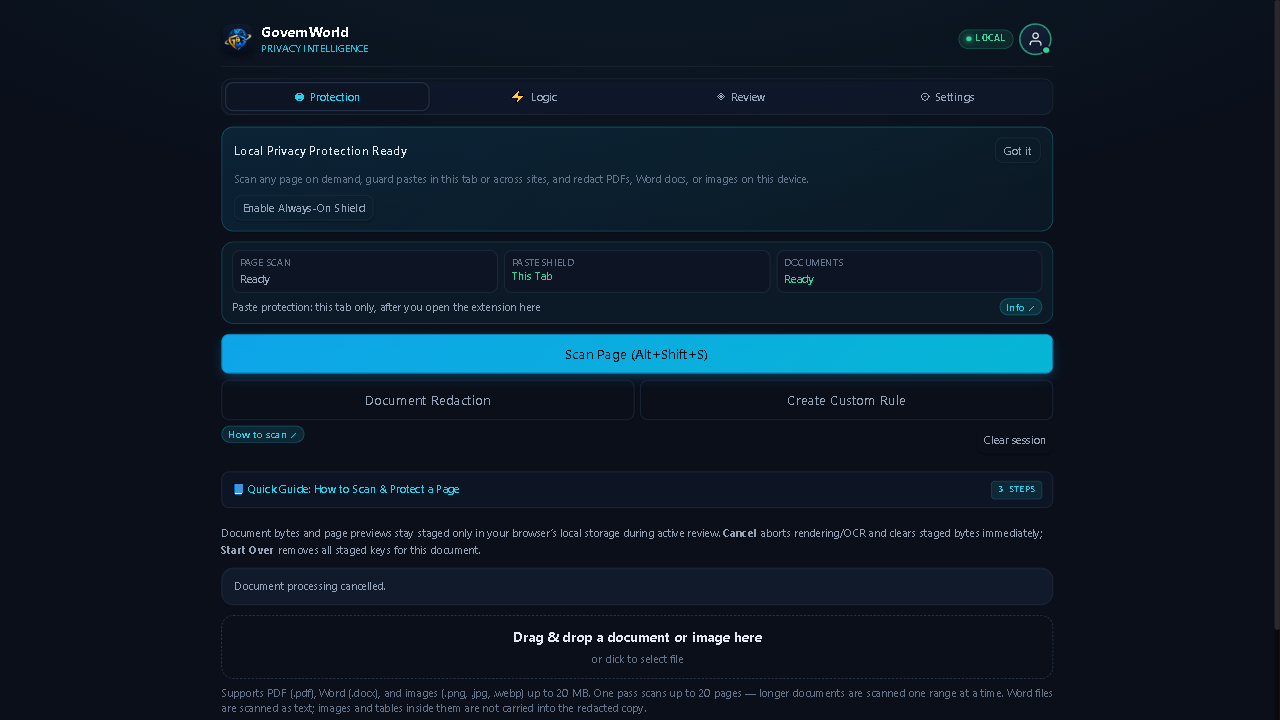 GovernWorld
PRIVACY INTELLIGENCE
LOCAL
Protection
Logic
Review
Settings
Local Privacy Protection Ready
Got it
Scan any page on demand, guard pastes in this tab or across sites, and redact PDFs, Word docs, or images on this device.
Enable Always-On Shield
PAGE SCAN
Ready
PASTE SHIELD
This Tab
DOCUMENTS
Ready
Paste protection: this tab only, after you open the extension here
Info
Scan Page (Alt+Shift+S)
Document Redaction
Create Custom Rule
How to scan
Clear session
Quick Guide: How to Scan & Protect a Page
3 STEPS
Document bytes and page previews stay staged only in your browser's local storage during active review. Cancel aborts rendering/OCR and clears staged bytes immediately;
Start Over removes all staged keys for this document.
Document processing cancelled.
Drag & drop a document or image here
or click to select file
Supports PDF (.pdf), Word (.docx), and images (.png, .jpg, .webp) up to 20 MB. One pass scans up to 20 pages — longer documents are scanned one range at a time. Word files
are scanned as text; images and tables inside them are not carried into the redacted copy.